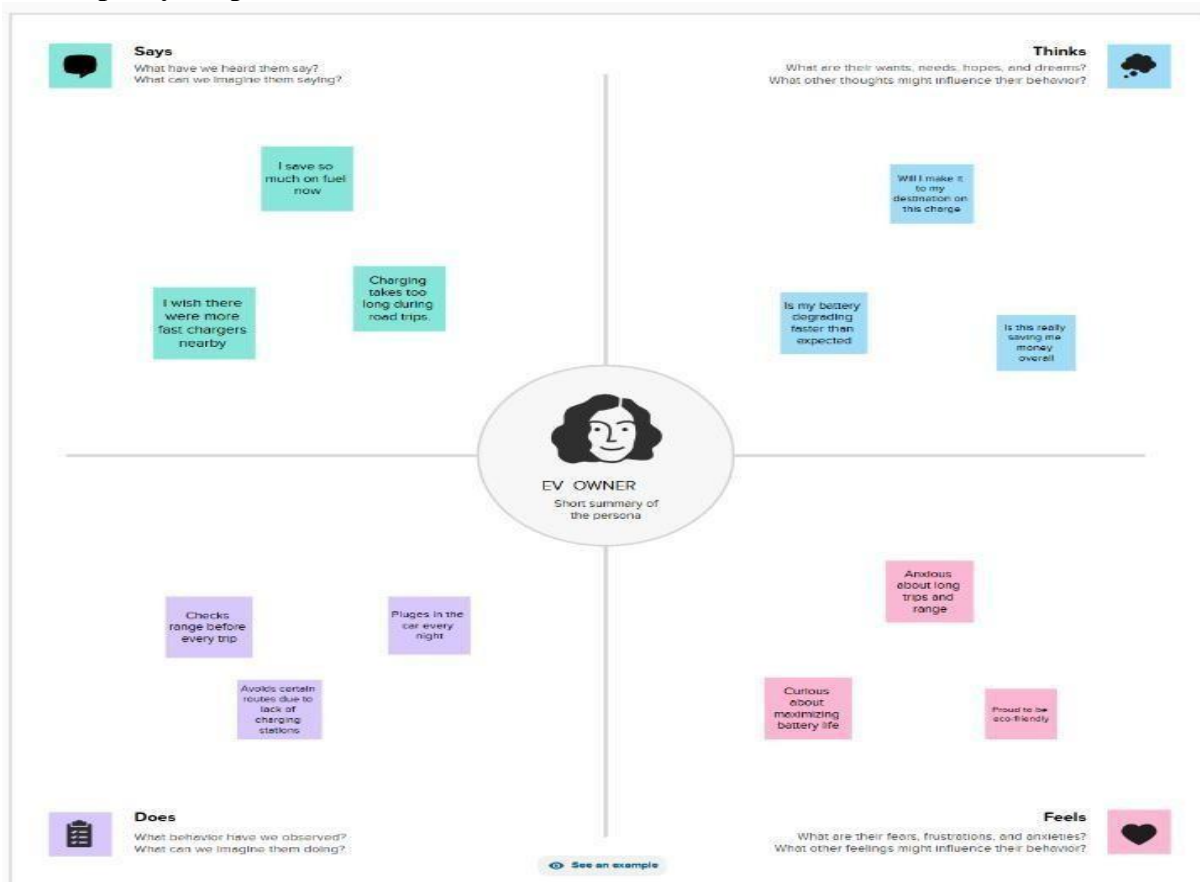 Says
What have we heard them say?
What can we imagine them saying?
Thinks
What are their wants, needs, hopes, and dreams?
What other thoughts might influence their behavior?
I save so
much on fuel
now
I wish there
were more
fast chargers
nearby
Charging
takes too
long during
road trips.
Will I make it
to my
destination on
this charge
Is my battery
degrading
faster than
expected
Is this really
saving me
money
overall
EV OWNER
Short summary of
the persona
Checks
range before
every trip
Pluges in the
car every
night
Avoids certain
routes due to
lack of
charging
stations
Anxious
about long
trips and
range
Curious
about
maximizing
battery life
Proud to be
eco-friendly
Does
What behavior have we observed?
What can we imagine them doing?
Feels
What are their fears, frustrations, and anxieties?
What other feelings might influence their behavior?
See an example